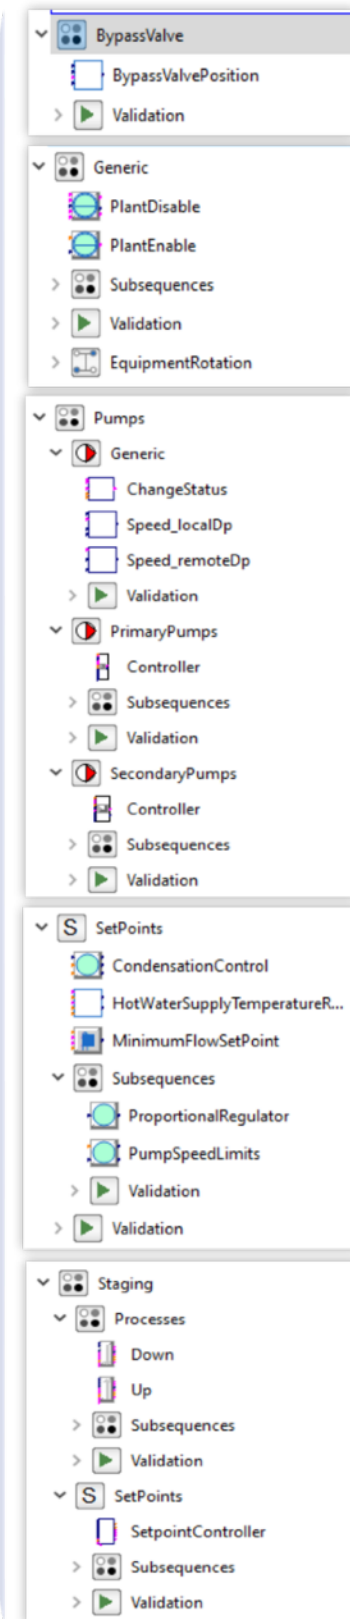 BypassValve
BypassValvePosition
Validation
Generic
PlantDisable
PlantEnable
Subsequences
Validation
EquipmentRotation
Pumps
Generic
ChangeStatus
Speed_localDp
Speed_remoteDp
Validation
PrimaryPumps
Controller
Subsequences
Validation
SecondaryPumps
Controller
Subsequences
Validation
S SetPoints
CondensationControl
HotWaterSupplyTemperatureR...
MinimumFlowSetPoint
Subsequences
ProportionalRegulator
PumpSpeedLimits
Validation
Validation
Staging
Processes
Down
Up
Subsequences
Validation
S SetPoints
SetpointController
Subsequences
Validation